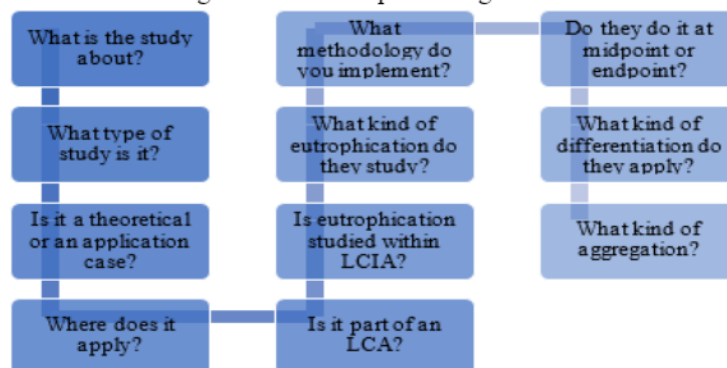 What is the study
about?
What type of
study is it?
Is it a theoretical
or an application
case?
Where does it
apply?
Is it part of an
LCA?
Is eutrophication
studied within
LCIA?
What kind of
eutrophication do
they study?
What
methodology do
you implement?
Do they do it at
midpoint or
endpoint?
What kind of
differentiation do
they apply?
What kind of
aggregation?